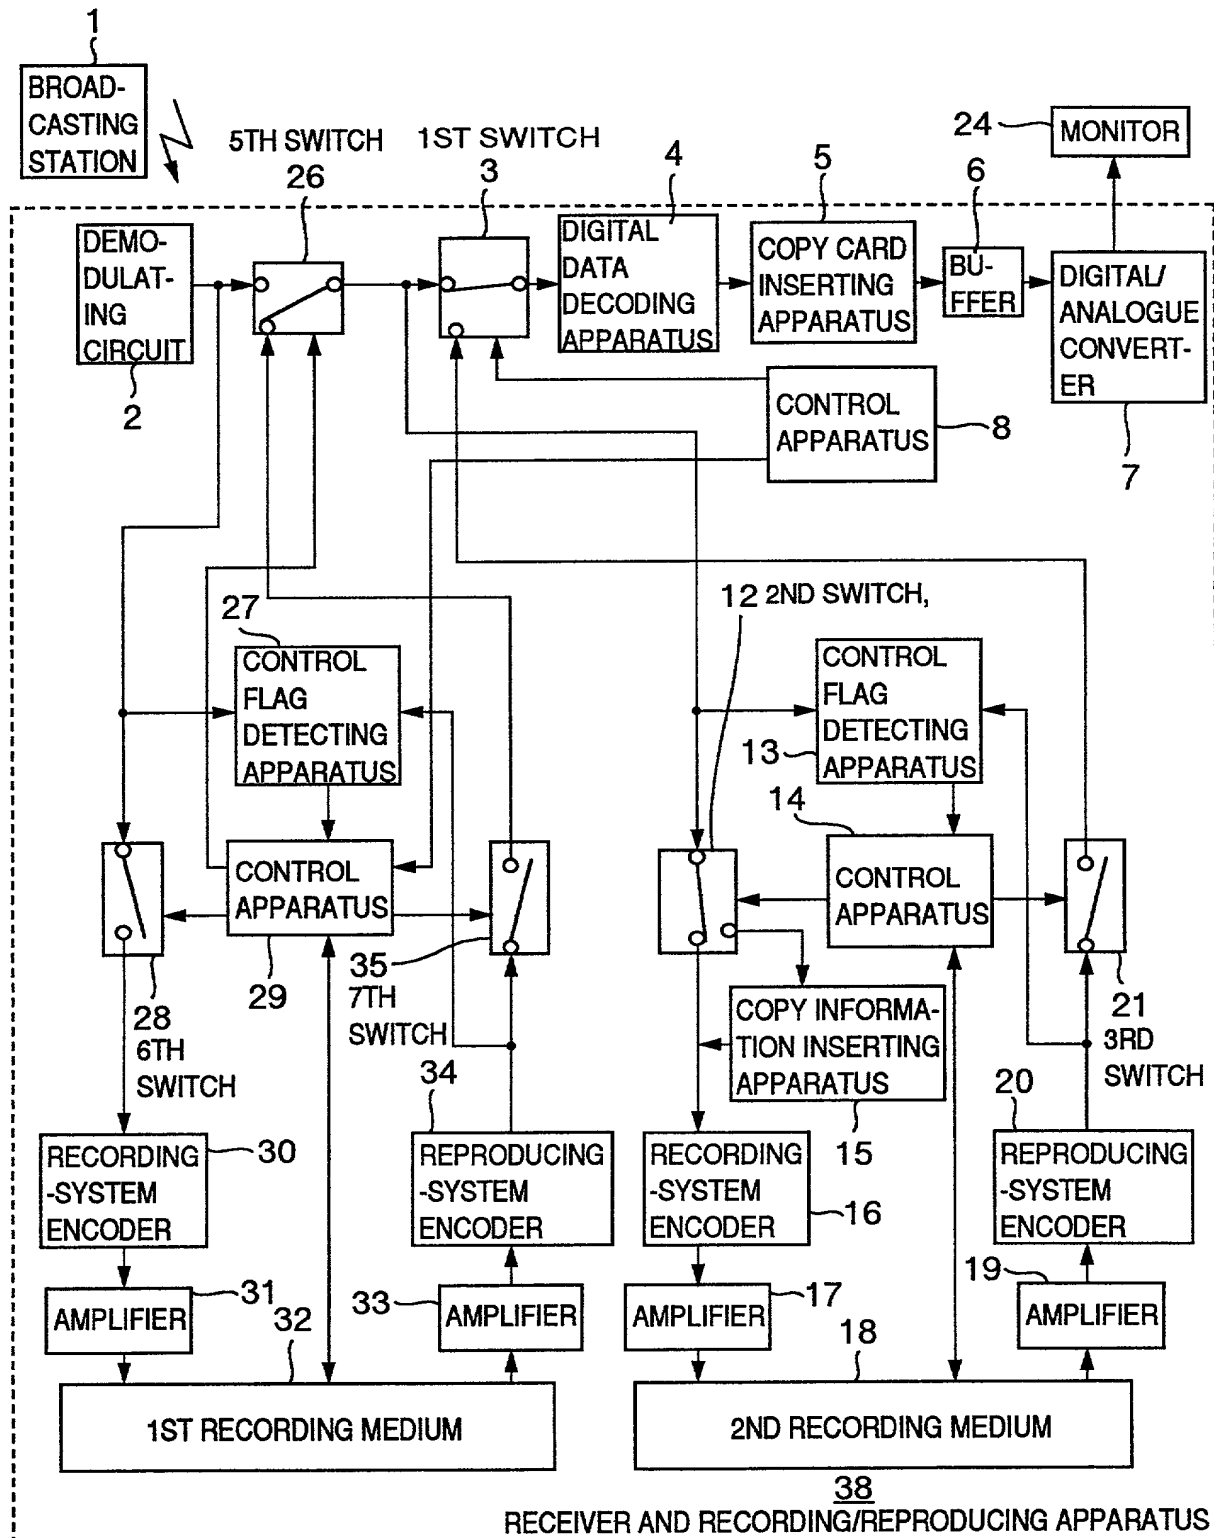 1
BROAD-
CASTING
STATION
5TH SWITCH
26
1ST SWITCH
3
4
5
6
24
MONITOR
DEMO-
DULAT-
ING
CIRCUIT
2
DIGITAL
DATA
DECODING
APPARATUS
COPY CARD
INSERTING
APPARATUS
BU-
FFER
DIGITAL/
ANALOGUE
CONVERT-
ER
7
CONTROL
APPARATUS
8
27
CONTROL
FLAG
DETECTING
APPARATUS
12 2ND SWITCH,
CONTROL
FLAG
DETECTING
APPARATUS
13
14
CONTROL
APPARATUS
29
CONTROL
APPARATUS
28
6TH
SWITCH
35
7TH
SWITCH
21
3RD
SWITCH
COPY INFORMA-
TION INSERTING
APPARATUS
15
34
20
RECORDING
-SYSTEM
ENCODER
30
REPRODUCING
-SYSTEM
ENCODER
RECORDING
-SYSTEM
ENCODER
16
REPRODUCING
-SYSTEM
ENCODER
AMPLIFIER
31
33
AMPLIFIER
AMPLIFIER
17
19
AMPLIFIER
32
1ST RECORDING MEDIUM
18
2ND RECORDING MEDIUM
38
RECEIVER AND RECORDING/REPRODUCING APPARATUS